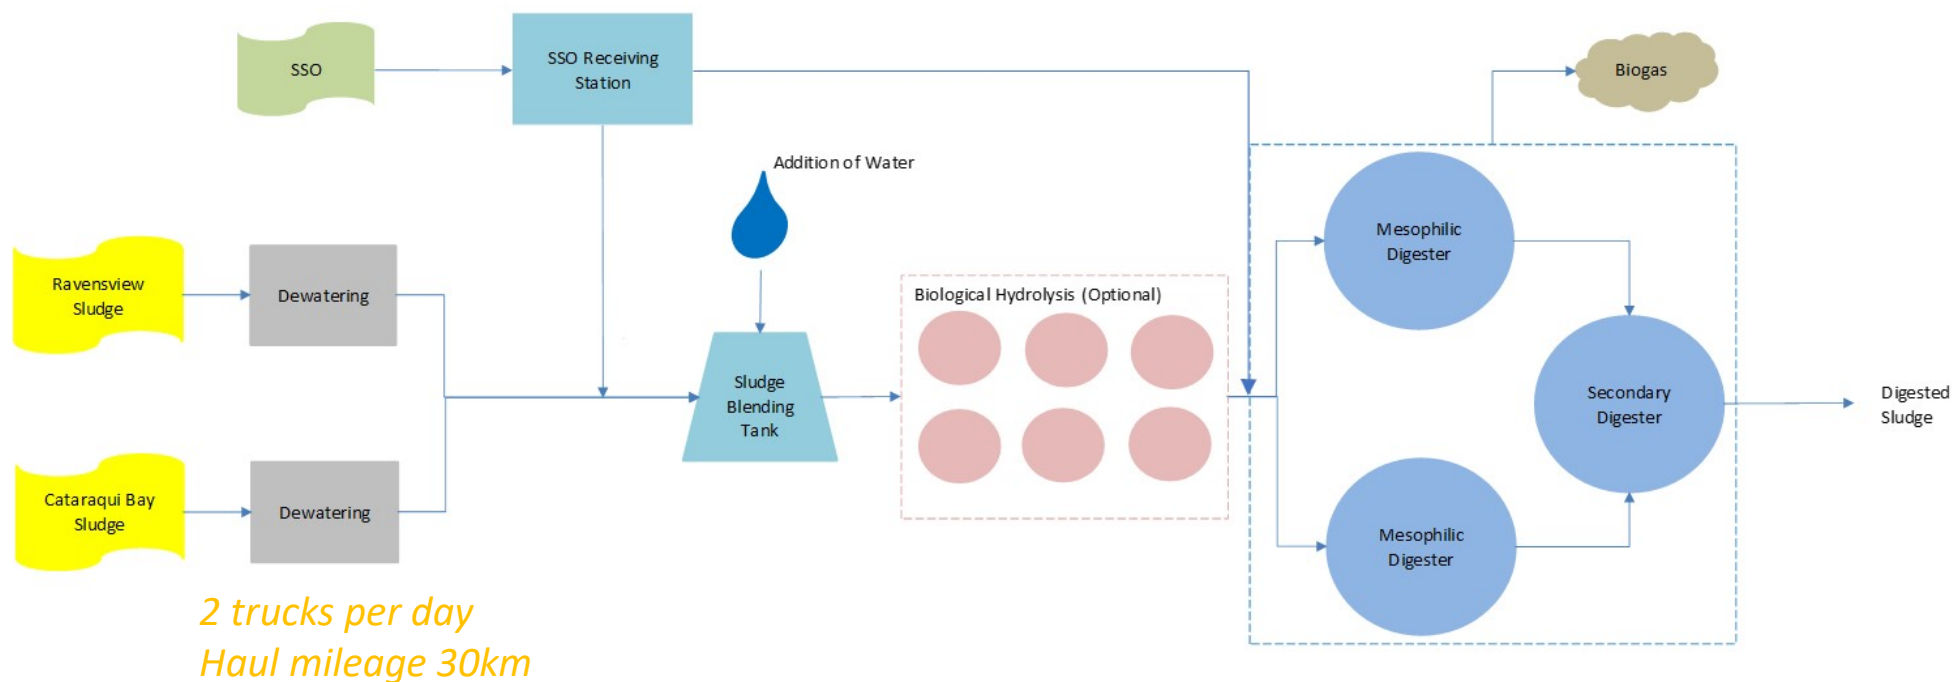 SSO
SSO Receiving
Station
Biogas
Addition of Water
Ravensview
Sludge
Dewatering
Biological Hydrolysis (Optional)
Mesophilic
Digester
Sludge
Blending
Tank
Secondary
Digester
Digested
Sludge
Cataraqui Bay
Sludge
Dewatering
Mesophilic
Digester
2 trucks per day
Haul mileage 30km